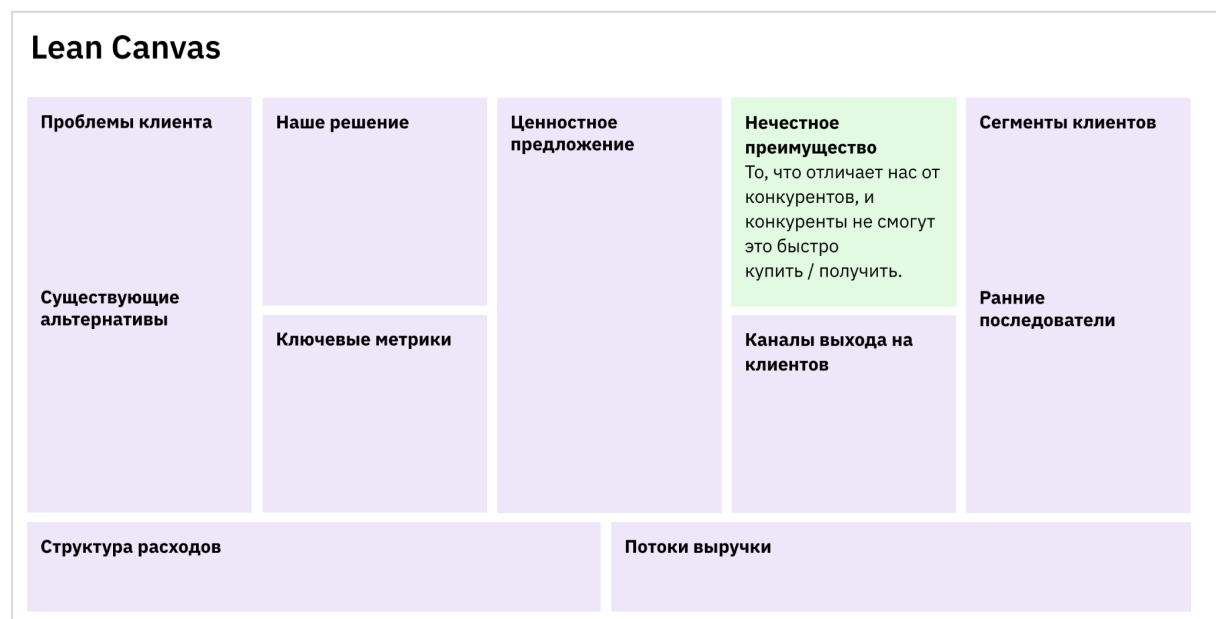 Lean Canvas
Проблемы клиента
Существующие
альтернативы
Наше решение
Ключевые метрики
Ценностное
предложение
Нечестное
преимущество
То, что отличает нас от
конкурентов, и
конкуренты не смогут
это быстро
купить / получить.
Каналы выхода на
клиентов
Сегменты клиентов
Ранние
последователи
Структура расходов
Потоки выручки